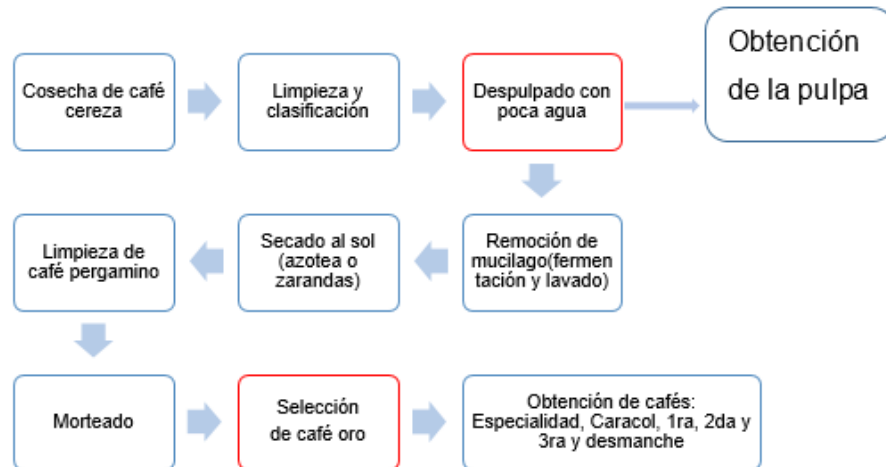 Cosecha de café
cereza
Limpieza y
clasificación
Despulpado con
poca agua
Obtención
de la pulpa
Remoción de
mucilago(fermen
tación y lavado)
Secado al sol
(azotea o
zarandas)
Limpieza de
café pergamino
Morteado
Selección
de café oro
Obtención de cafés:
Especialidad, Caracol, 1ra, 2da y
3ra y desmanche